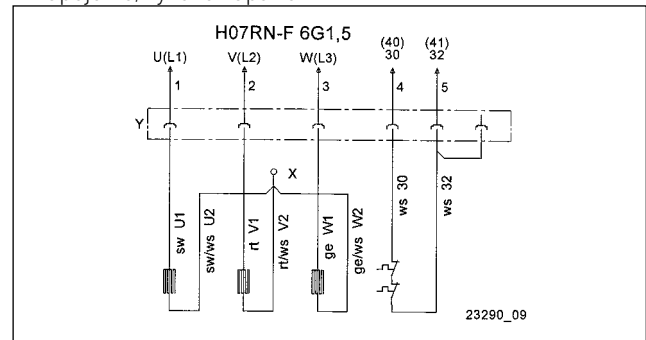 H07RN-F 6G1,5
U(L1) V(L2) W(L3) (40) 30 (41) 32
1 2 3 4 5
Y
X
sw U1
sw/ws U2
rt V1
rt/ws V2
ge W1
ge/ws W2
ws 30
ws 32
23290_09